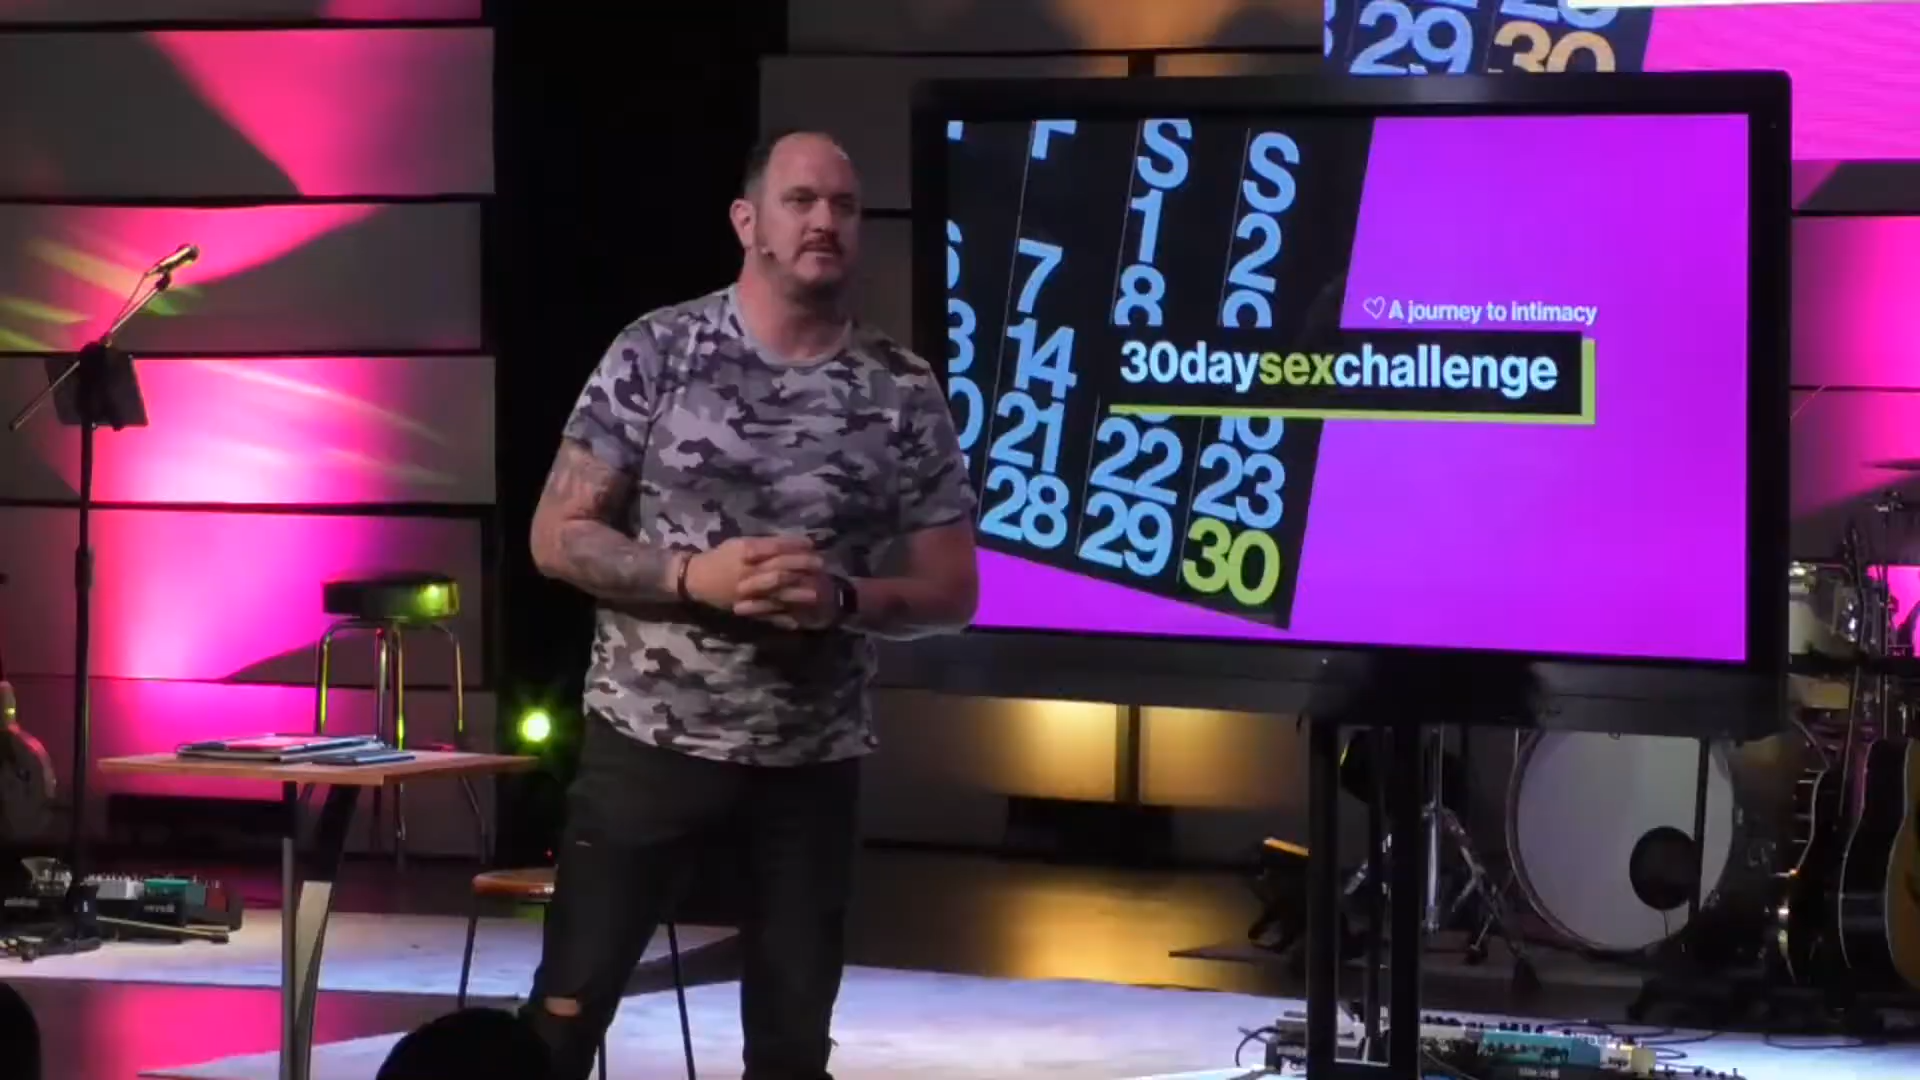 29 30
F S S
1 2
7 8
14
21 22 23
28 29 30
♡ A journey to Intimacy
30daysexchallenge